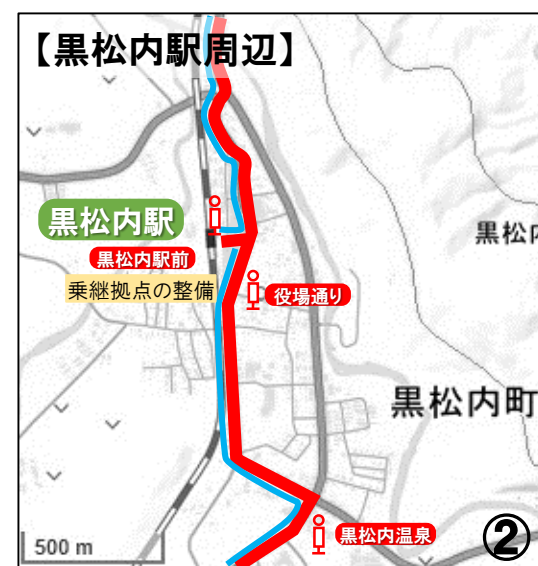 【黒松内駅周辺】
黒松内駅
黒松内駅前
乗継拠点の整備
役場通り
黒松内
黒松内町
黒松内温泉
500 m
②